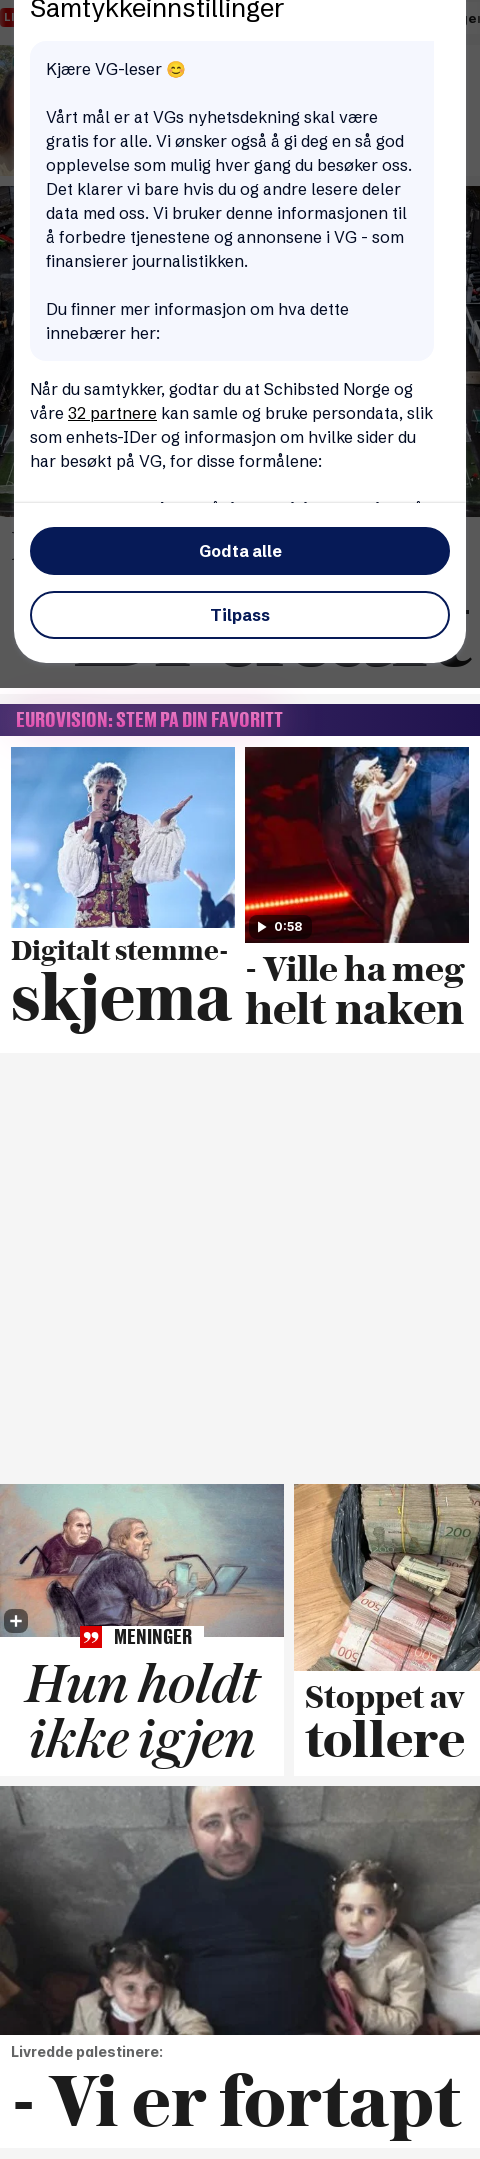 Samtykkeinnstillinger
Kjære VG-leser 😊
Vårt mål er at VGs nyhetsdekning skal være
gratis for alle. Vi ønsker også å gi deg en så god
opplevelse som mulig hver gang du besøker oss.
Det klarer vi bare hvis du og andre lesere deler
data med oss. Vi bruker denne informasjonen til
å forbedre tjenestene og annonsene i VG - som
finansierer journalistikken.
Du finner mer informasjon om hva dette
innebærer her:
Når du samtykker, godtar du at Schibsted Norge og
våre 32 partnere kan samle og bruke persondata, slik
som enhets-IDer og informasjon om hvilke sider du
har besøkt på VG, for disse formålene:
Godta alle
Tilpass
EUROVISION: STEM PA DIN FAVORITT
0:58
Digitalt stemme-
skjema
- Ville ha meg
helt naken
MENINGER
Hun holdt
ikke igjen
Stoppet av
tollere
Livredde palestinere:
- Vi er fortapt